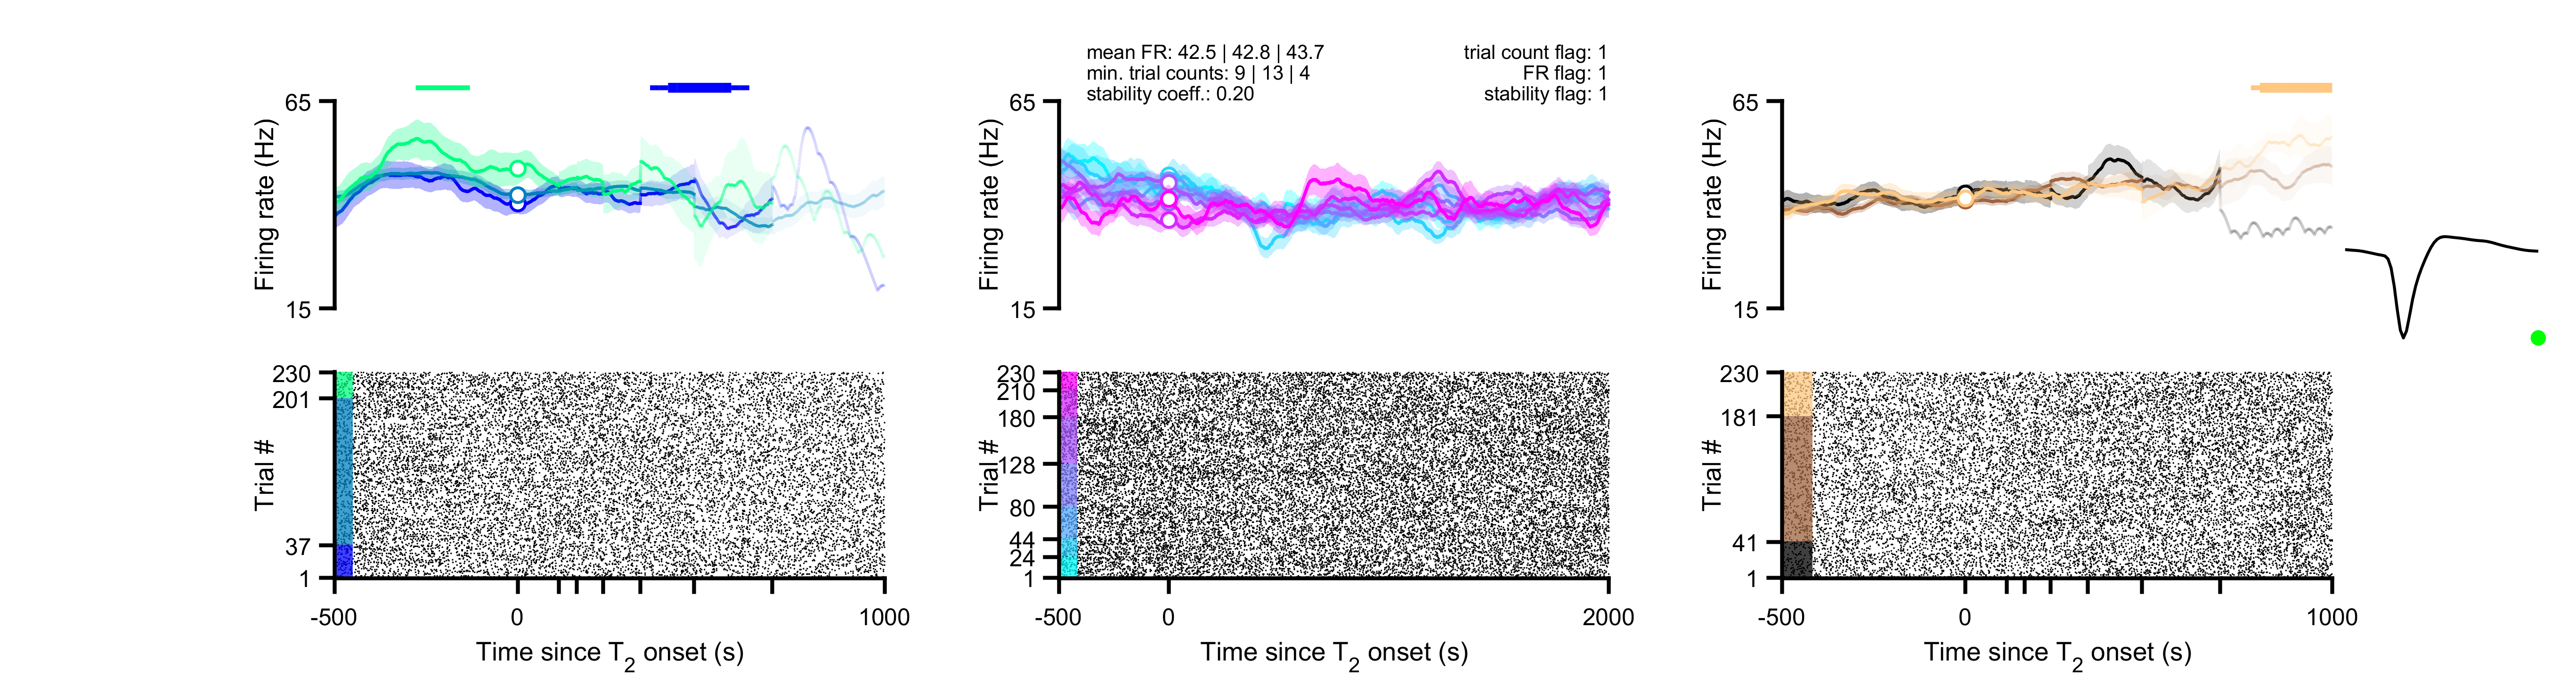 mean FR: 42.5 | 42.8 | 43.7
min. trial counts: 9 | 13 | 4
stability coeff.: 0.20
trial count flag: 1
FR flag: 1
stability flag: 1
65
Firing rate (Hz)
15
65
Firing rate (Hz)
15
65
Firing rate (Hz)
15
230
201
Trial #
37
1
-500
0
1000
Time since T2 onset (s)
230
210
180
Trial #
128
80
44
24
1
-500
0
2000
Time since T2 onset (s)
230
181
Trial #
41
1
-500
0
1000
Time since T2 onset (s)